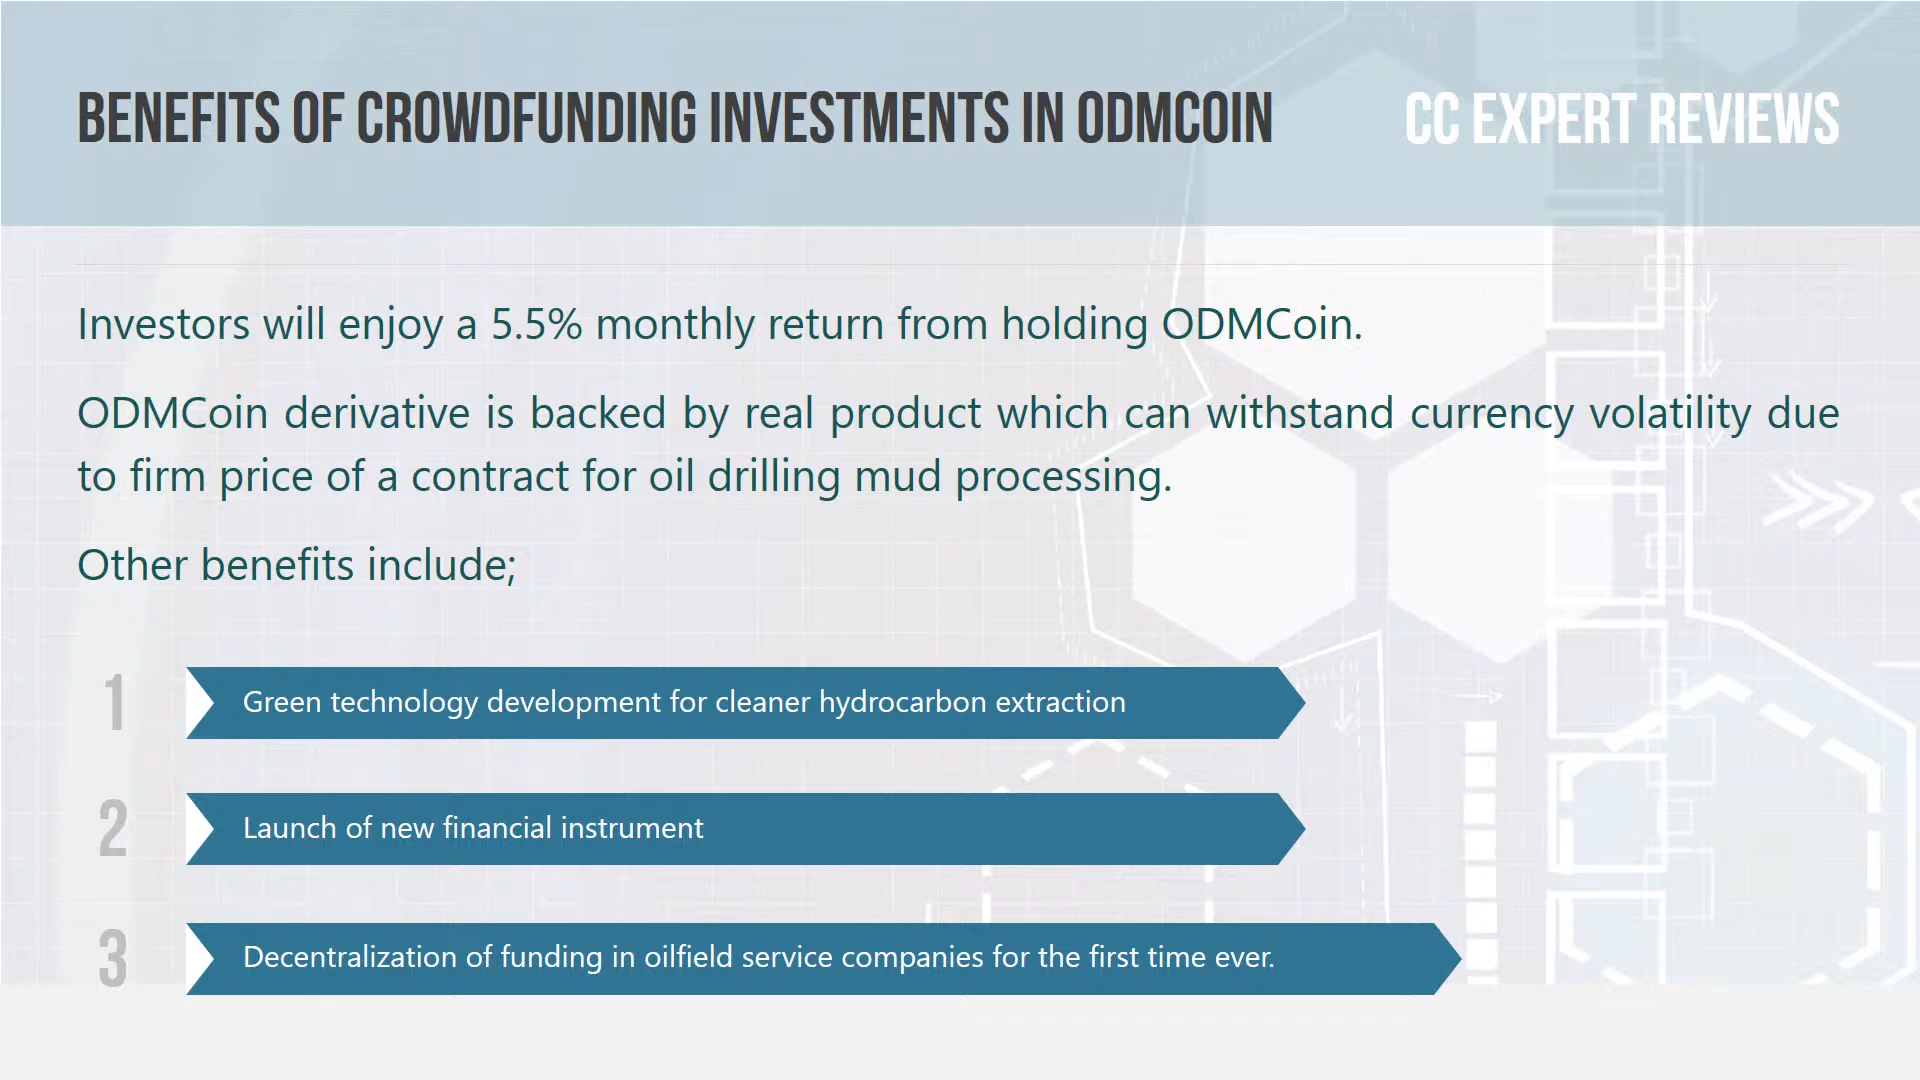 BENEFITS OF CROWDFUNDING INVESTMENTS IN ODMCOIN
CC EXPERT REVIEWS
Investors will enjoy a 5.5% monthly return from holding ODMCoin.
ODMCoin derivative is backed by real product which can withstand currency volatility due
to firm price of a contract for oil drilling mud processing.
Other benefits include;
1 Green technology development for cleaner hydrocarbon extraction
2 Launch of new financial instrument
3 Decentralization of funding in oilfield service companies for the first time ever.